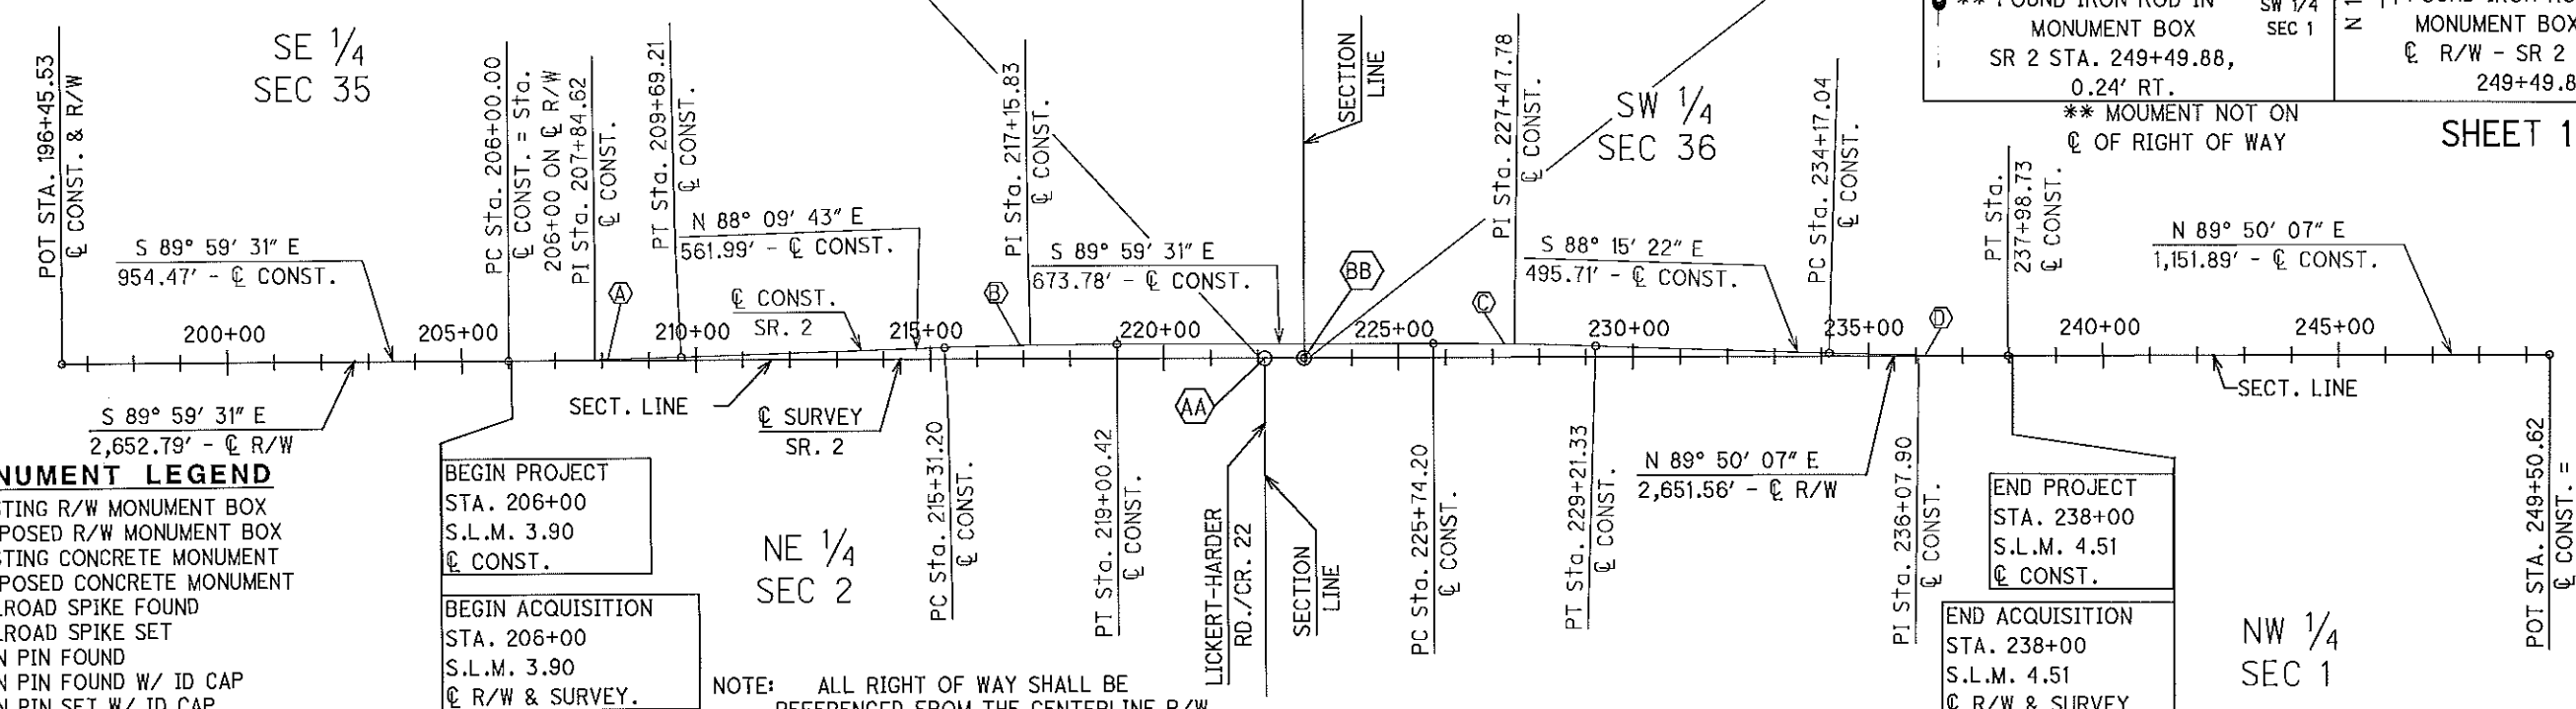 SE 1/4
SEC 35
POT STA. 196+45.53
℄ CONST. & R/W
S 89° 59' 31" E
954.47' - ℄ CONST.
PC Sta. 206+00.00
℄ CONST. = Sta.
206+00 ON ℄ R/W
PI Sta. 207+84.62
℄ CONST.
PT Sta. 209+69.21
℄ CONST.
N 88° 09' 43" E
561.99' - ℄ CONST.
℄ CONST.
SR. 2
PI Sta. 217+15.83
℄ CONST.
S 89° 59' 31" E
673.78' - ℄ CONST.
SECTION
LINE
PI Sta. 227+47.78
℄ CONST.
SW 1/4
SEC 36
S 88° 15' 22" E
495.71' - ℄ CONST.
PC Sta. 234+17.04
℄ CONST.
** FOUND IRON ROD IN
MONUMENT BOX
SR 2 STA. 249+49.88,
0.24' RT.
SW 1/4
SEC 1
N 1
MONUMENT BOX
℄ R/W - SR 2
249+49.8
** MOUMENT NOT ON
℄ OF RIGHT OF WAY
SHEET 1
PT Sta.
237+98.73
℄ CONST.
N 89° 50' 07" E
1,151.89' - ℄ CONST.
A
B
BB
C
D
AA
200+00
205+00
210+00
215+00
220+00
225+00
230+00
235+00
240+00
245+00
S 89° 59' 31" E
2,652.79' - ℄ R/W
SECT. LINE
℄ SURVEY
SR. 2
PC Sta. 215+31.20
℄ CONST.
PT Sta. 219+00.42
℄ CONST.
LICKERT-HARDER
RD./CR. 22
SECTION
LINE
PC Sta. 225+74.20
℄ CONST.
PT Sta. 229+21.33
℄ CONST.
N 89° 50' 07" E
2,651.56' - ℄ R/W
PI Sta. 236+07.90
℄ CONST.
SECT. LINE
POT STA. 249+50.62
℄ CONST. =
NUMENT LEGEND
STING R/W MONUMENT BOX
POSED R/W MONUMENT BOX
STING CONCRETE MONUMENT
POSED CONCRETE MONUMENT
LROAD SPIKE FOUND
LROAD SPIKE SET
N PIN FOUND
N PIN FOUND W/ ID CAP
N PIN SET W/ ID CAP
BEGIN PROJECT
STA. 206+00
S.L.M. 3.90
℄ CONST.
BEGIN ACQUISITION
STA. 206+00
S.L.M. 3.90
℄ R/W & SURVEY.
NE 1/4
SEC 2
NOTE: ALL RIGHT OF WAY SHALL BE
REFERENCED FROM THE CENTERLINE R/W
END PROJECT
STA. 238+00
S.L.M. 4.51
℄ CONST.
END ACQUISITION
STA. 238+00
S.L.M. 4.51
℄ R/W & SURVEY
NW 1/4
SEC 1